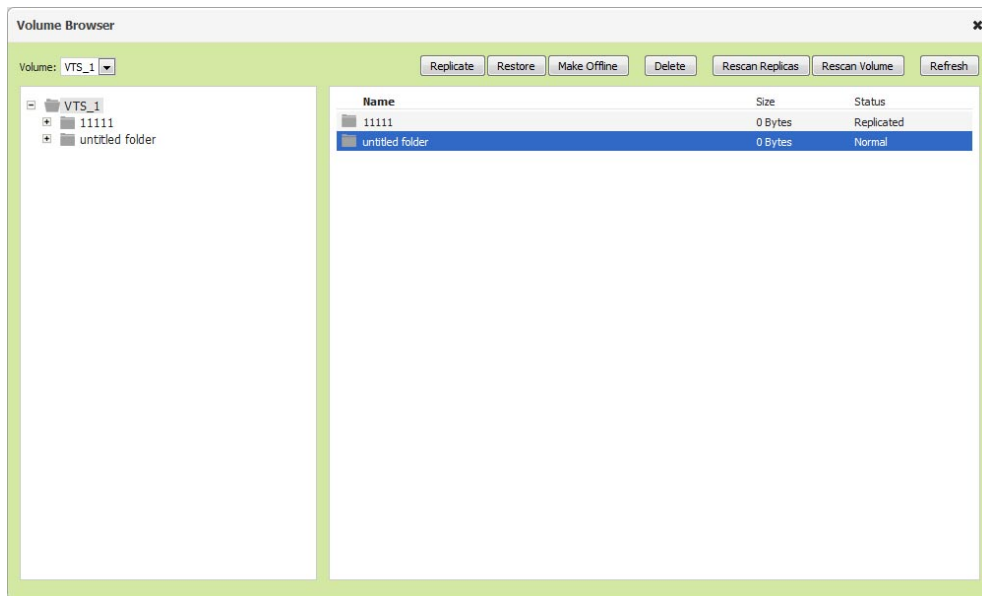 Volume Browser
Volume: VTS_1 Replicate Restore Make Offline Delete Rescan Replicas Rescan Volume Refresh
VTS_1
11111
untitled folder
Name Size Status
11111 0 Bytes Replicated
untitled folder 0 Bytes Normal